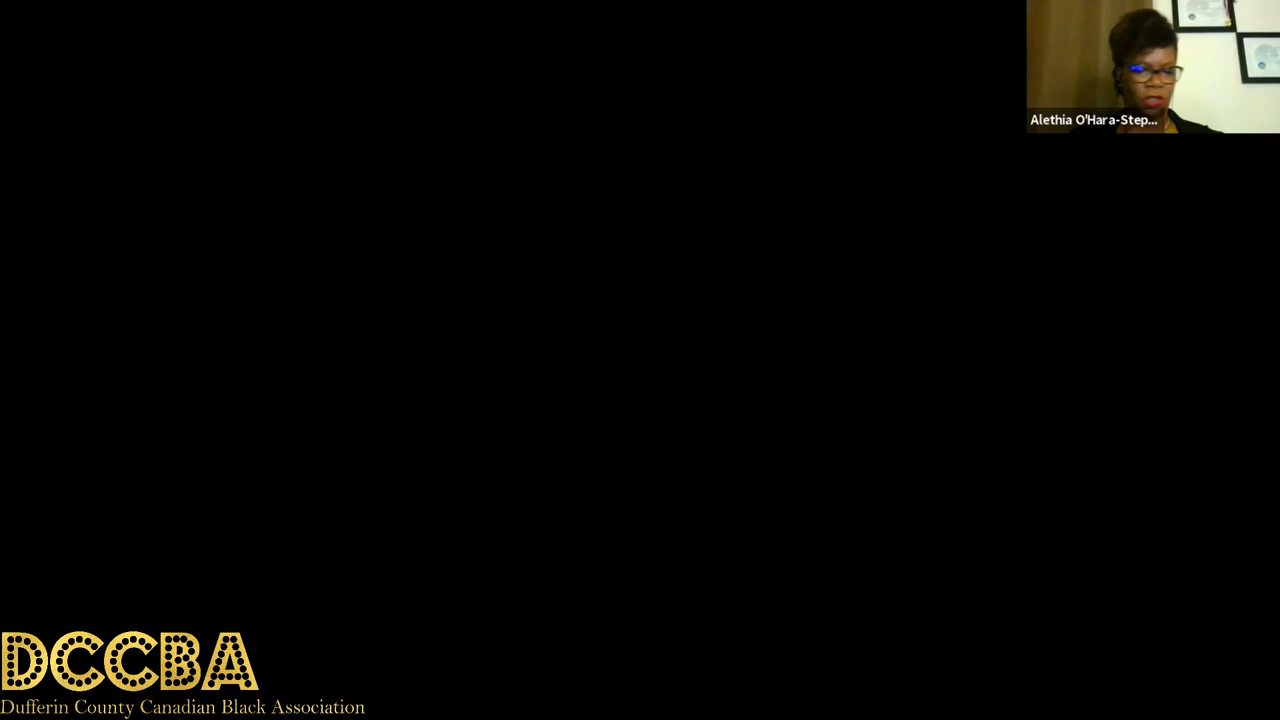 Alethia O'Hara-Step...
DCCBA
Dufferin County Canadian Black Association